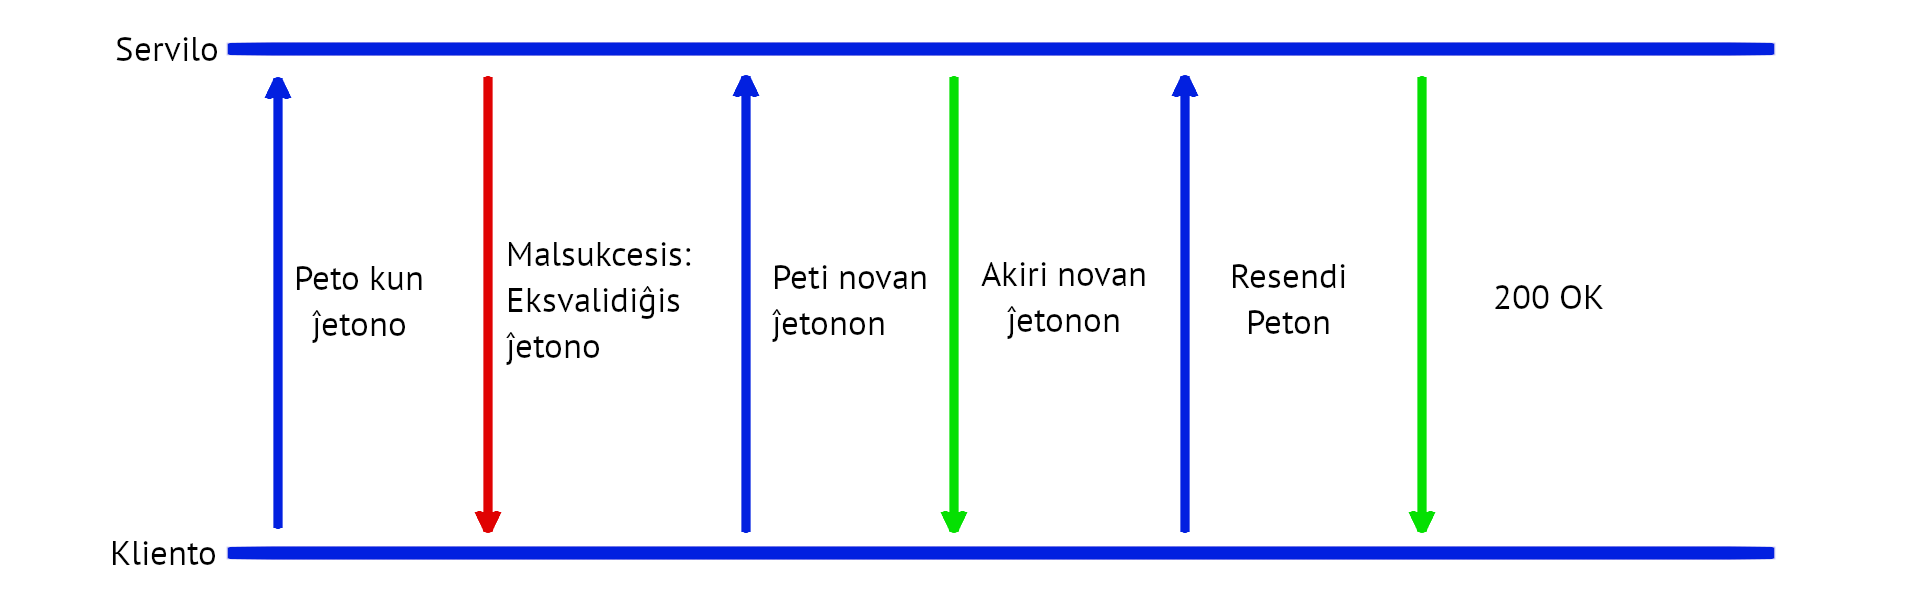 Servilo
Peto kun
ĵetono
Malsukcesis:
Eksvalidiĝis
ĵetono
Peti novan
ĵetonon
Akiri novan
ĵetonon
Resendi
Peton
200 OK
Kliento